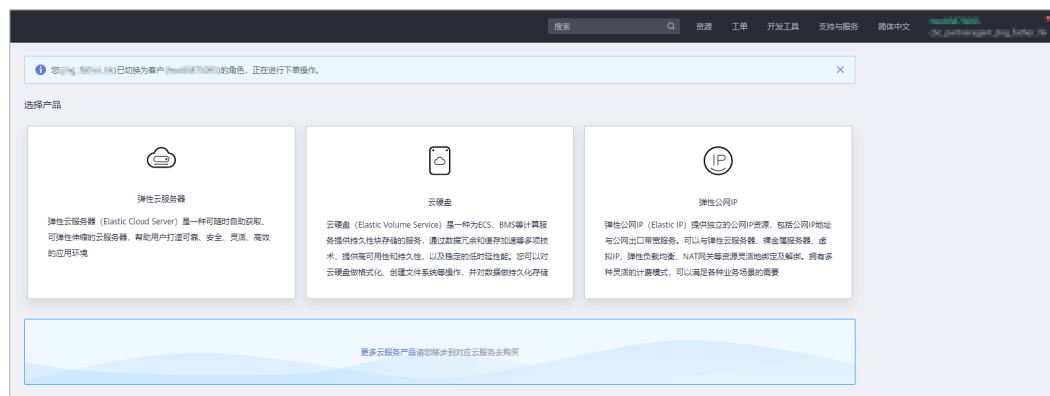 搜索 资源 工单 开发工具 支持与服务 简体中文
您( )已切换为客户( )的角色，正在进行下单操作。
选择产品
弹性云服务器
弹性云服务器（Elastic Cloud Server）是一种可随时自助获取、
可弹性伸缩的云服务器，帮助用户打造可靠、安全、灵活、高效
的应用环境
云硬盘
云硬盘（Elastic Volume Service）是一种为ECS、BMS等计算服
务提供持久性块存储的服务，通过数据冗余和缓存加速等多项技
术，提供高可用性和持久性，以及稳定的低时延性能。您可以对
云硬盘做格式化、创建文件系统等操作，并对数据做持久化存储
IP
弹性公网IP
弹性公网IP（Elastic IP）提供独立的公网IP资源，包括公网IP地址
与公网出口带宽服务。可以与弹性云服务器、裸金属服务器、虚
拟IP、弹性负载均衡、NAT网关等资源灵活地绑定及解绑。拥有多
种灵活的计费模式，可以满足各种业务场景的需要
更多云服务产品请您移步到对应云服务去购买